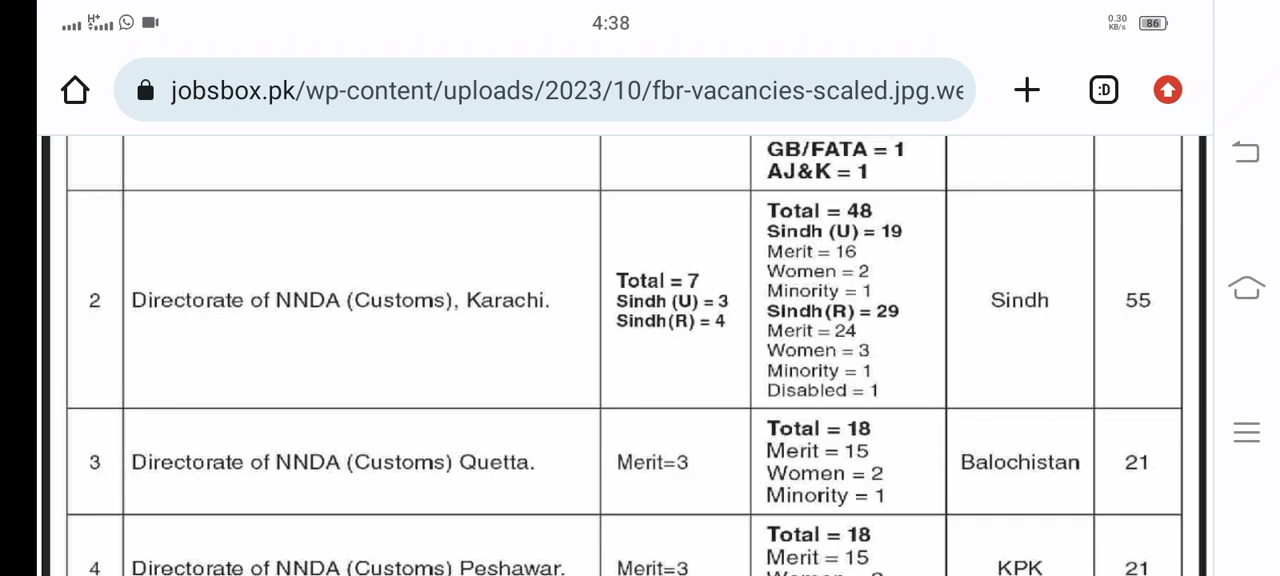 H+
4:38
0.30
KB/s
86
jobsbox.pk/wp-content/uploads/2023/10/fbr-vacancies-scaled.jpg.we
:D
GB/FATA = 1
AJ&K = 1
2
Directorate of NNDA (Customs), Karachi.
Total = 7
Sindh (U) = 3
Sindh(R) = 4
Total = 48
Sindh (U) = 19
Merit = 16
Women = 2
Minority = 1
Sindh(R) = 29
Merit = 24
Women = 3
Minority = 1
Disabled = 1
Sindh
55
3
Directorate of NNDA (Customs) Quetta.
Merit=3
Total = 18
Merit = 15
Women = 2
Minority = 1
Balochistan
21
4
Directorate of NNDA (Customs) Peshawar.
Merit=3
Total = 18
Merit = 15
KPK
21